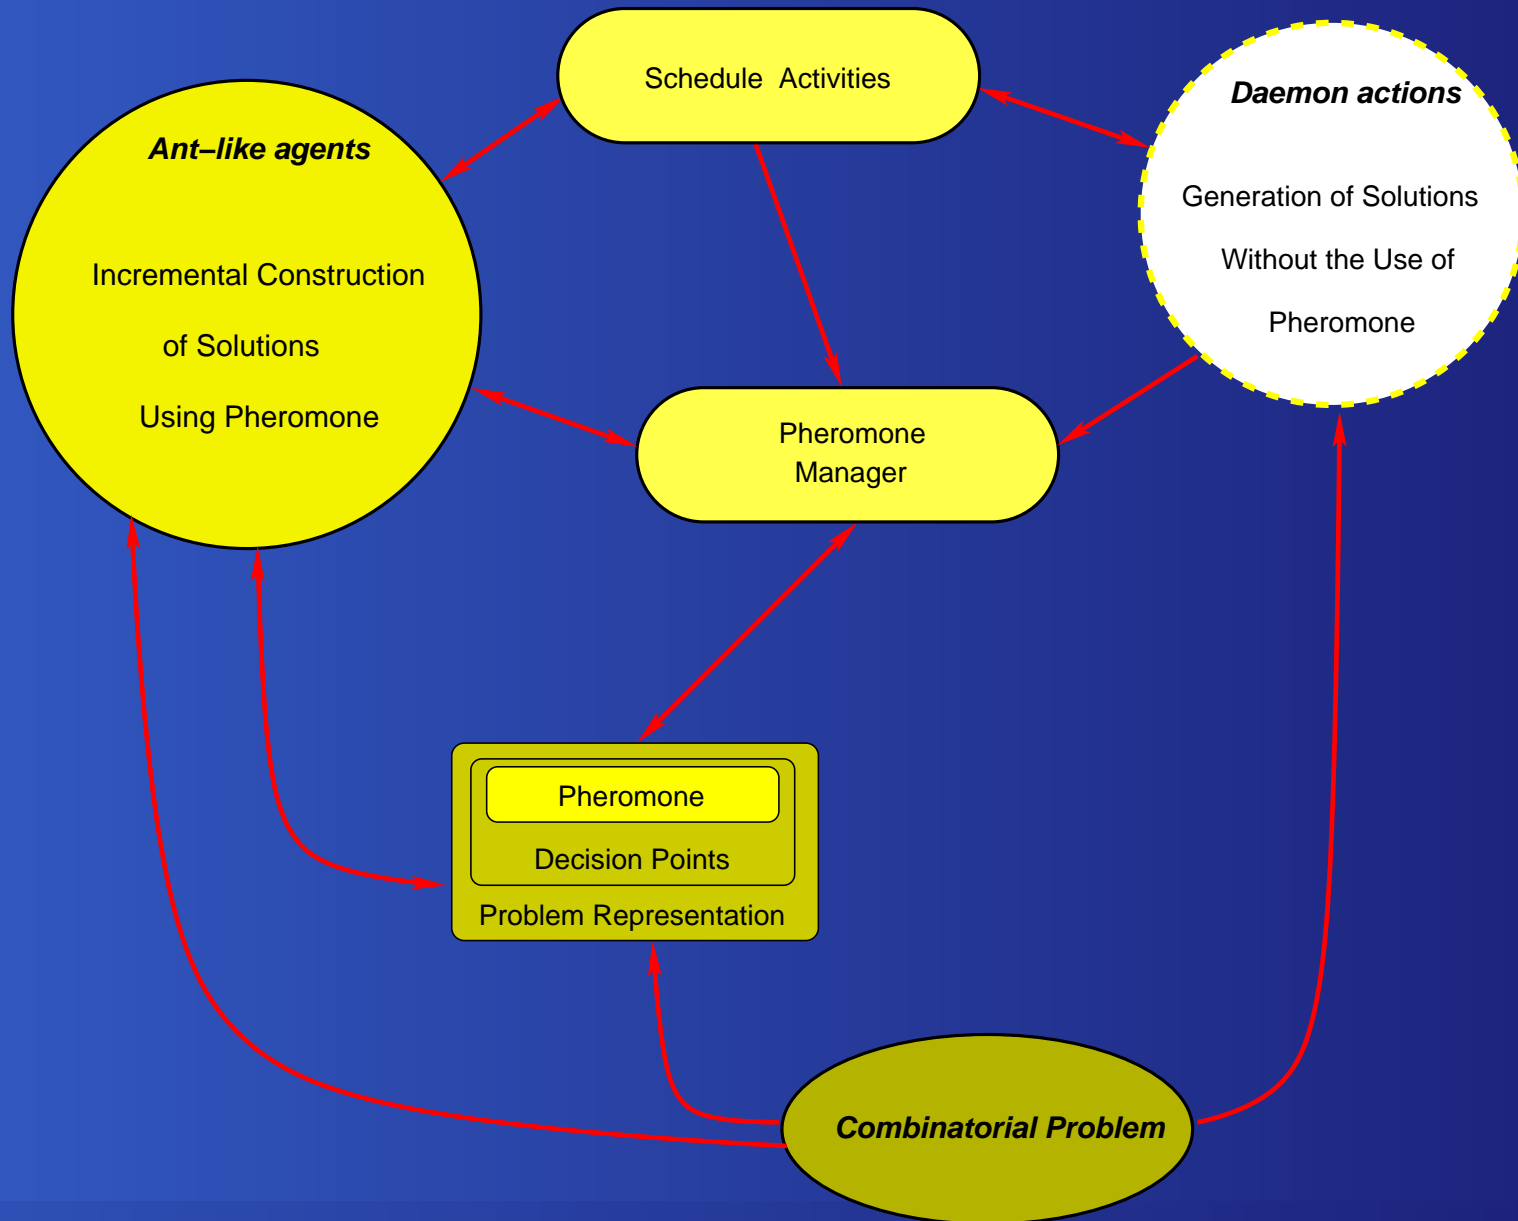 Schedule Activities
Ant–like agents
Incremental Construction
of Solutions
Using Pheromone
Daemon actions
Generation of Solutions
Without the Use of
Pheromone
Pheromone
Manager
Pheromone
Decision Points
Problem Representation
Combinatorial Problem